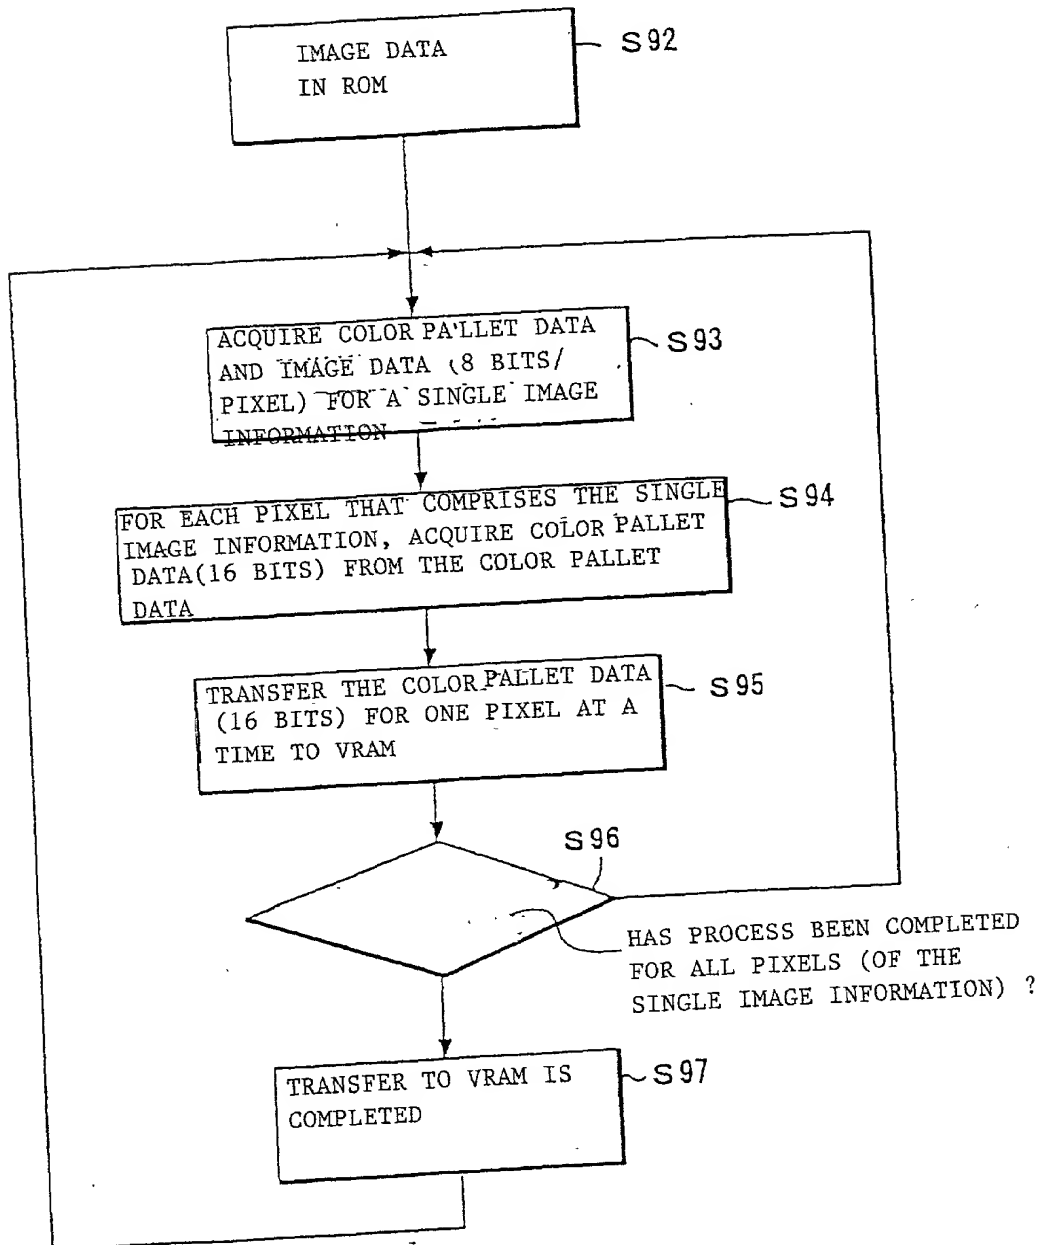 IMAGE DATA
IN ROM
S92
ACQUIRE COLOR PALLET DATA
AND IMAGE DATA (8 BITS/
PIXEL) FOR A SINGLE IMAGE
INFORMATION
S93
FOR EACH PIXEL THAT COMPRISES THE SINGLE
IMAGE INFORMATION, ACQUIRE COLOR PALLET
DATA(16 BITS) FROM THE COLOR PALLET
DATA
S94
TRANSFER THE COLOR PALLET DATA
(16 BITS) FOR ONE PIXEL AT A
TIME TO VRAM
S95
S96
HAS PROCESS BEEN COMPLETED
FOR ALL PIXELS (OF THE
SINGLE IMAGE INFORMATION) ?
TRANSFER TO VRAM IS
COMPLETED
S97